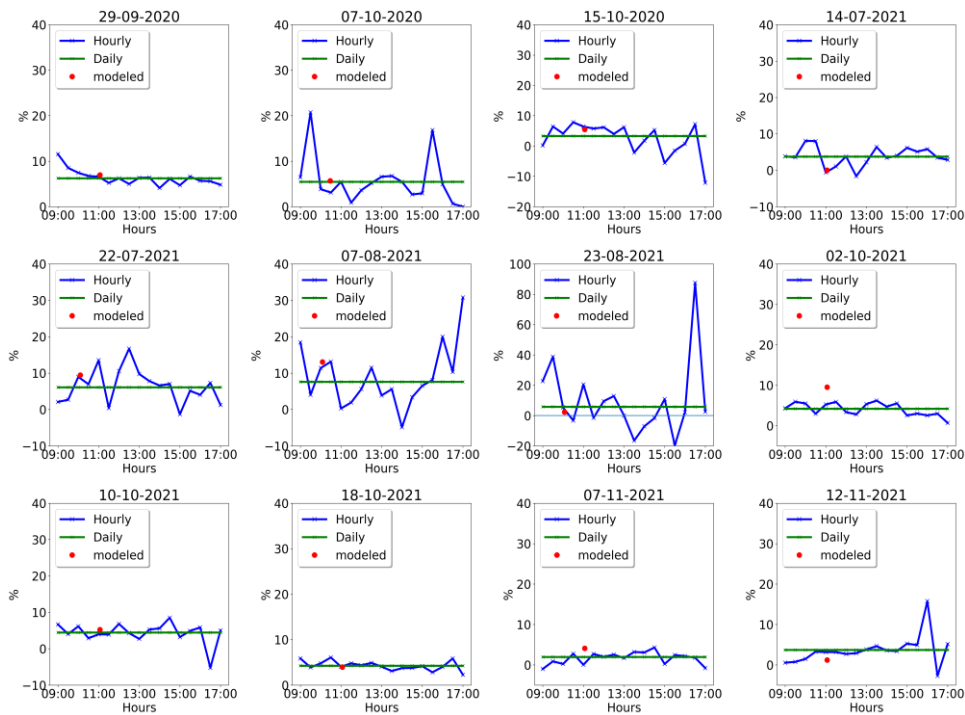 29-09-2020
07-10-2020
15-10-2020
14-07-2021
40
30
20
10
0
%
Hourly
Daily
modeled
09:00 11:00 13:00 15:00 17:00
Hours
40
30
20
10
0
%
Hourly
Daily
modeled
09:00 11:00 13:00 15:00 17:00
Hours
40
30
20
10
0
−10
−20
%
Hourly
Daily
modeled
09:00 11:00 13:00 15:00 17:00
Hours
40
30
20
10
0
−10
%
Hourly
Daily
modeled
09:00 11:00 13:00 15:00 17:00
Hours
22-07-2021
07-08-2021
23-08-2021
02-10-2021
40
30
20
10
0
−10
%
Hourly
Daily
modeled
09:00 11:00 13:00 15:00 17:00
Hours
40
30
20
10
0
−10
%
Hourly
Daily
modeled
09:00 11:00 13:00 15:00 17:00
Hours
100
80
60
40
20
0
−20
%
Hourly
Daily
modeled
09:00 11:00 13:00 15:00 17:00
Hours
40
30
20
10
0
%
Hourly
Daily
modeled
09:00 11:00 13:00 15:00 17:00
Hours
10-10-2021
18-10-2021
07-11-2021
12-11-2021
40
30
20
10
0
−10
%
Hourly
Daily
modeled
09:00 11:00 13:00 15:00 17:00
Hours
40
30
20
10
0
%
Hourly
Daily
modeled
09:00 11:00 13:00 15:00 17:00
Hours
40
30
20
10
0
%
Hourly
Daily
modeled
09:00 11:00 13:00 15:00 17:00
Hours
40
30
20
10
0
%
Hourly
Daily
modeled
09:00 11:00 13:00 15:00 17:00
Hours